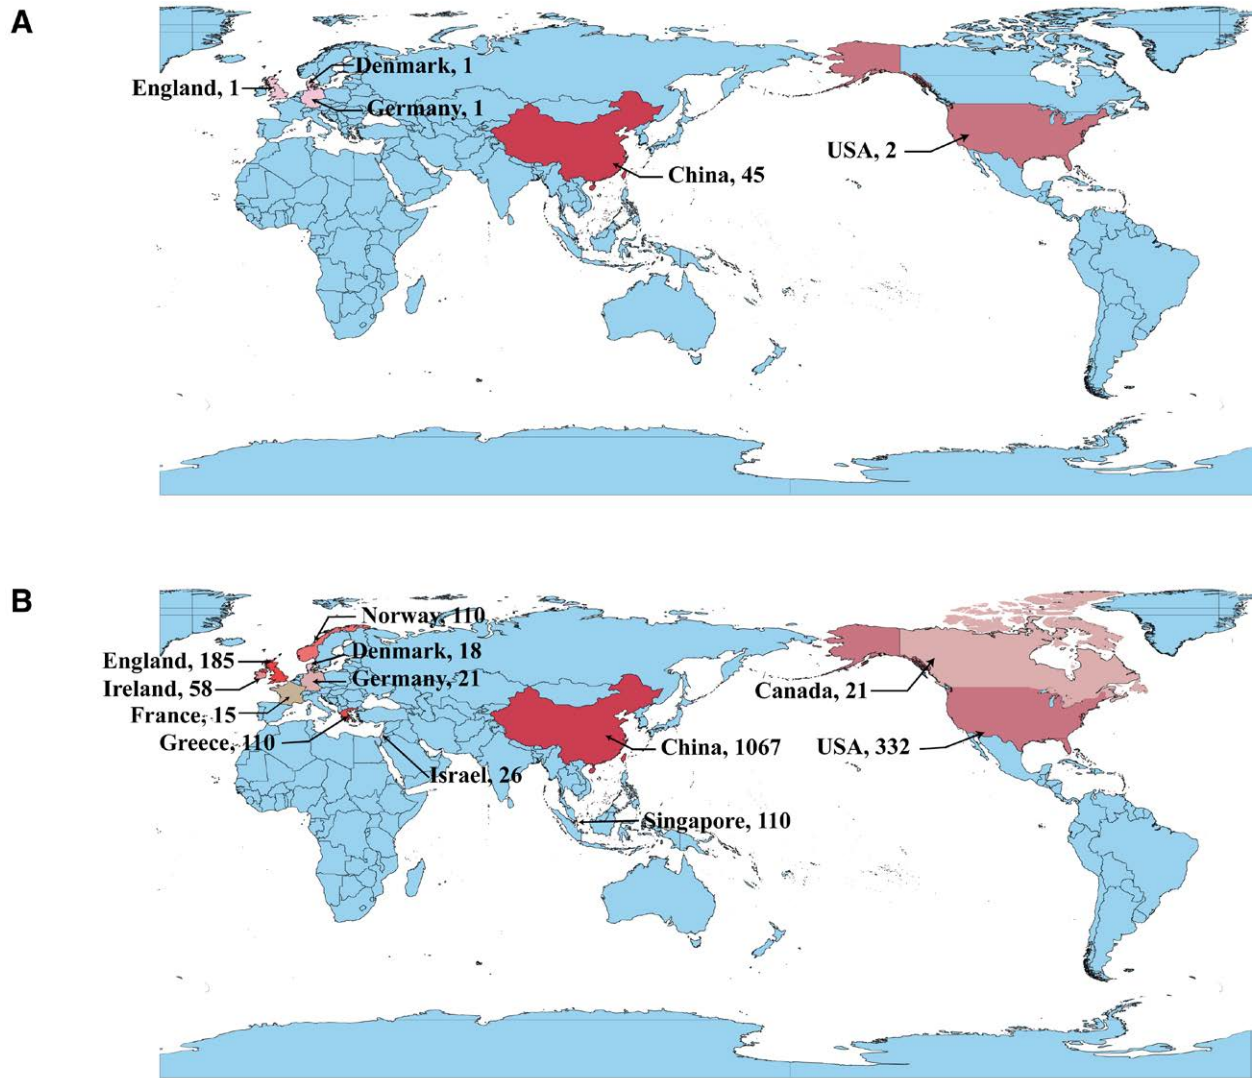 A
Denmark, 1
England, 1
Germany, 1
USA, 2
China, 45
B
Norway, 110
England, 185
Denmark, 18
Ireland, 58
Germany, 21
Canada, 21
France, 15
Greece, 110
China, 1067
USA, 332
Israel, 26
Singapore, 110